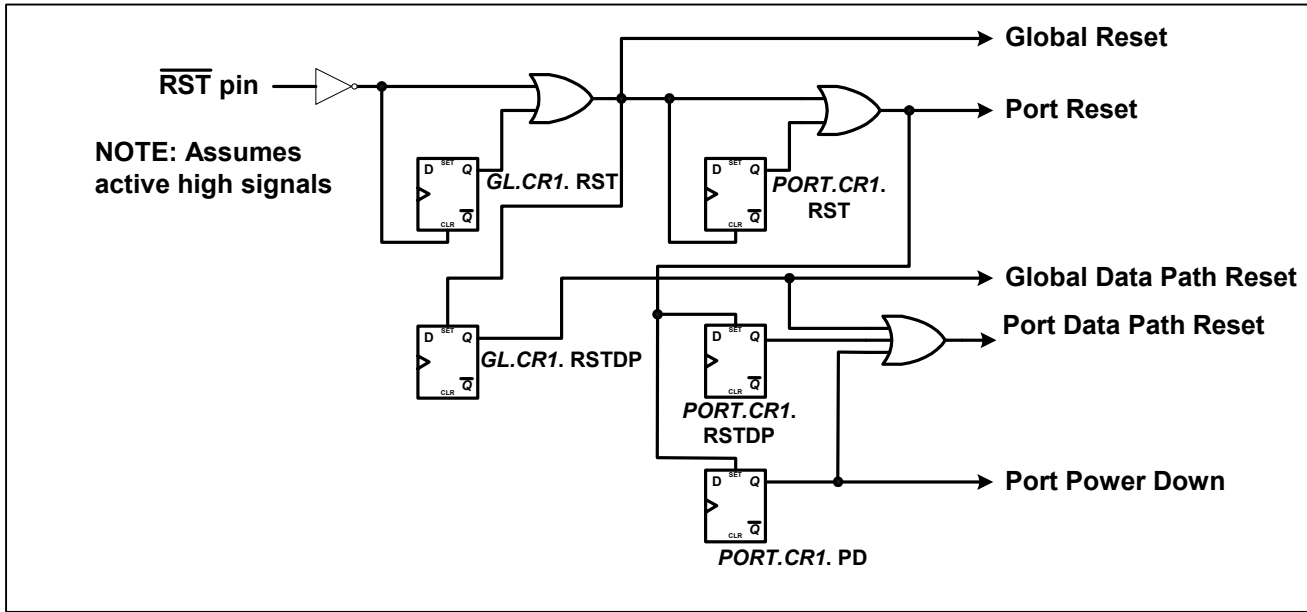 Global Reset
RST pin
Port Reset
NOTE: Assumes
active high signals
D SET Q
GL.CR1. RST
CLR Q
D SET Q
PORT.CR1.
RST
CLR Q
Global Data Path Reset
Port Data Path Reset
D SET Q
GL.CR1. RSTDP
CLR Q
D SET Q
CLR Q
PORT.CR1.
RSTDP
D SET Q
Port Power Down
CLR Q
PORT.CR1. PD